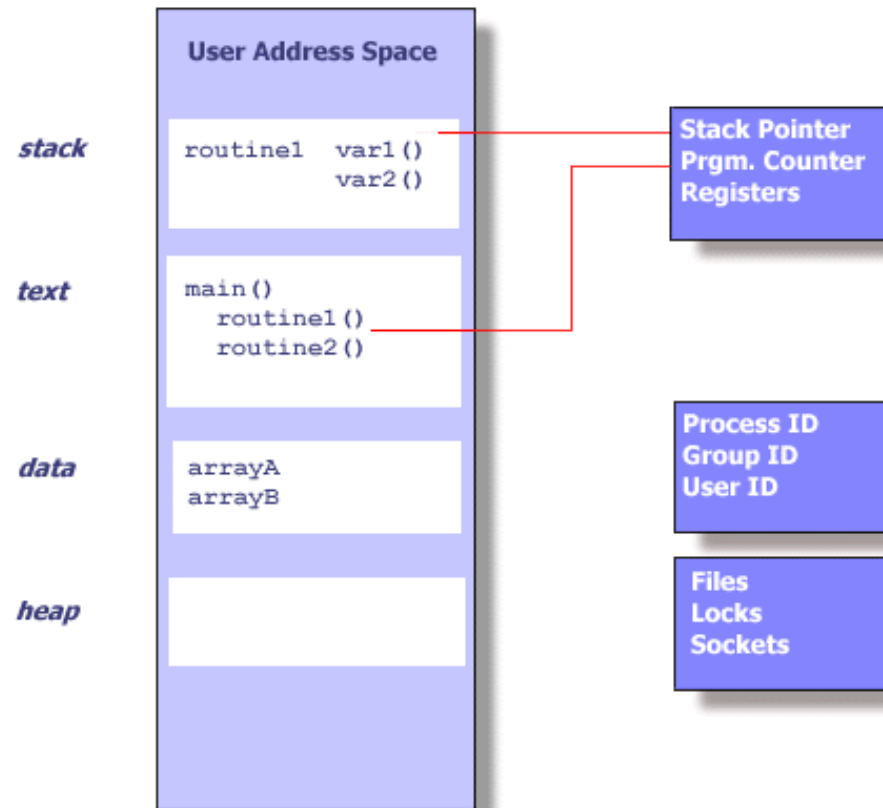 User Address Space
stack
routine1 var1()
var2()
text
main()
routine1()
routine2()
data
arrayA
arrayB
heap
Stack Pointer
Prgm. Counter
Registers
Process ID
Group ID
User ID
Files
Locks
Sockets